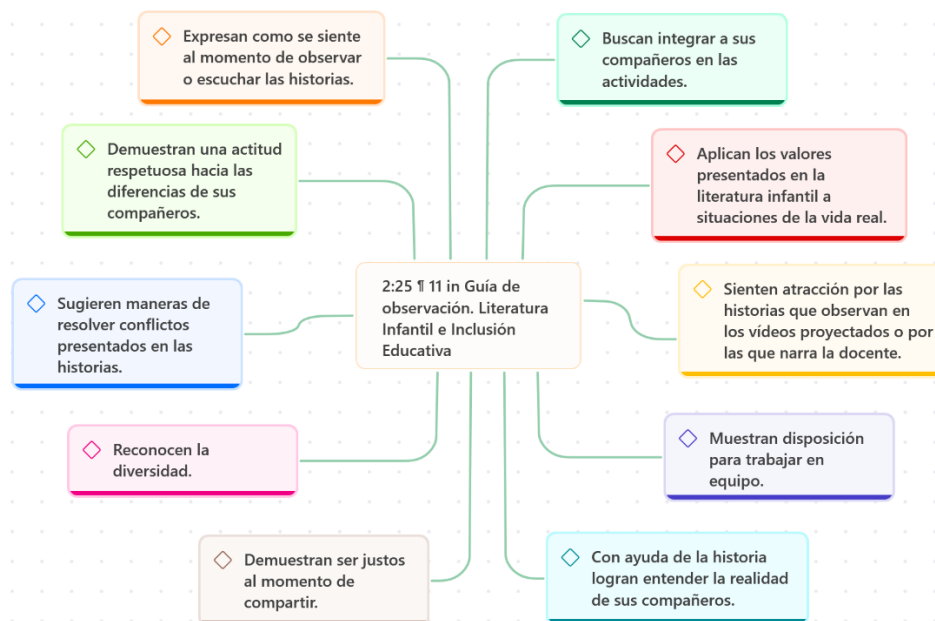 Expresan como se siente
al momento de observar
o escuchar las historias.
Buscan integrar a sus
compañeros en las
actividades.
Demuestran una actitud
respetuosa hacia las
diferencias de sus
compañeros.
Aplican los valores
presentados en la
literatura infantil a
situaciones de la vida real.
2:25 ¶ 11 in Guía de
observación. Literatura
Infantil e Inclusión
Educativa
Sugieren maneras de
resolver conflictos
presentados en las
historias.
Sienten atracción por las
historias que observan en
los vídeos proyectados o por
las que narra la docente.
Reconocen la
diversidad.
Muestran disposición
para trabajar en
equipo.
Demuestran ser justos
al momento de
compartir.
Con ayuda de la historia
logran entender la realidad
de sus compañeros.